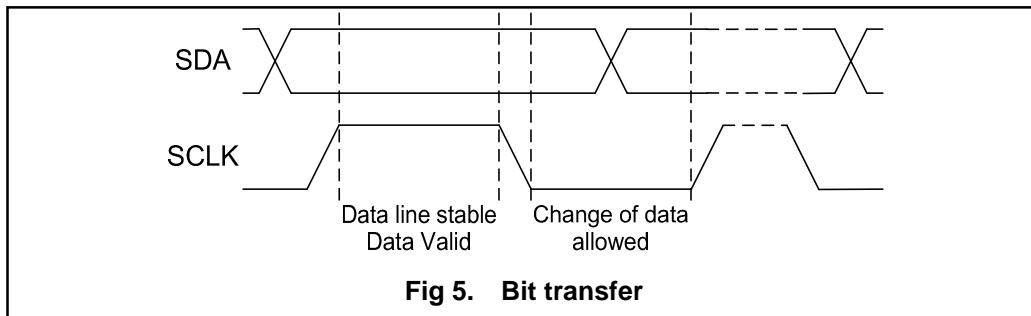 SDA
SCLK
Data line stable
Data Valid
Change of data
allowed
Fig 5. Bit transfer